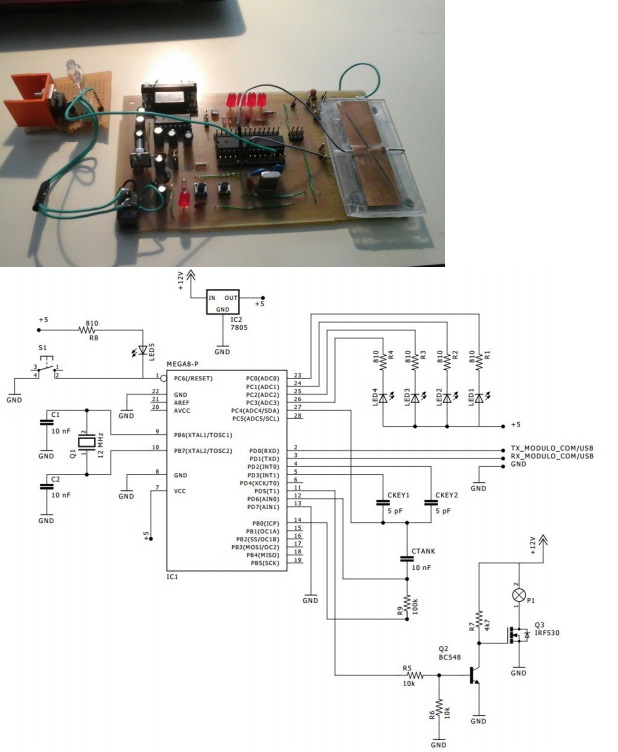 +12V
IN OUT
GND
+5
IC2
7805
GND
+5
810
R8
LED5
S1
3 1
4 2
GND
MEGA8-P
1 PC6(/RESET)
22 GND
21 AREF
20 AVCC
GND
C1
10 nF
GND
Q1
12 MHz
2
1
9 PB6(XTAL1/TOSC1)
10 PB7(XTAL2/TOSC2)
C2
10 nF
GND
8 GND
GND
7 VCC
+5
IC1
PC0(ADC0) 23
PC1(ADC1) 24
PC2(ADC2) 25
PC3(ADC3) 26
PC4(ADC4/SDA) 27
PC5(ADC5/SCL) 28
PD0(RXD) 2
PD1(TXD) 3
PD2(INT0) 4
PD3(INT1) 5
PD4(XCK/T0) 6
PD5(T1) 11
PD6(AIN0) 12
PD7(AIN1) 13
PB0(ICP) 14
PB1(OC1A) 15
PB2(SS/OC1B) 16
PB3(MOSI/OC2) 17
PB4(MISO) 18
PB5(SCK) 19
GND
810 R4
810 R3
810 R2
810 R1
LED4
LED3
LED2
LED1
+5
TX_MODULO_COM/USB
RX_MODULO_COM/USB
GND
CKEY1
5 pF
CKEY2
5 pF
CTANK
10 nF
R9
100k
+12V
R7
4k7
2
P1
1
Q3
IRF530
GND
Q2
BC548
R5
10k
R6
10k
GND
GND